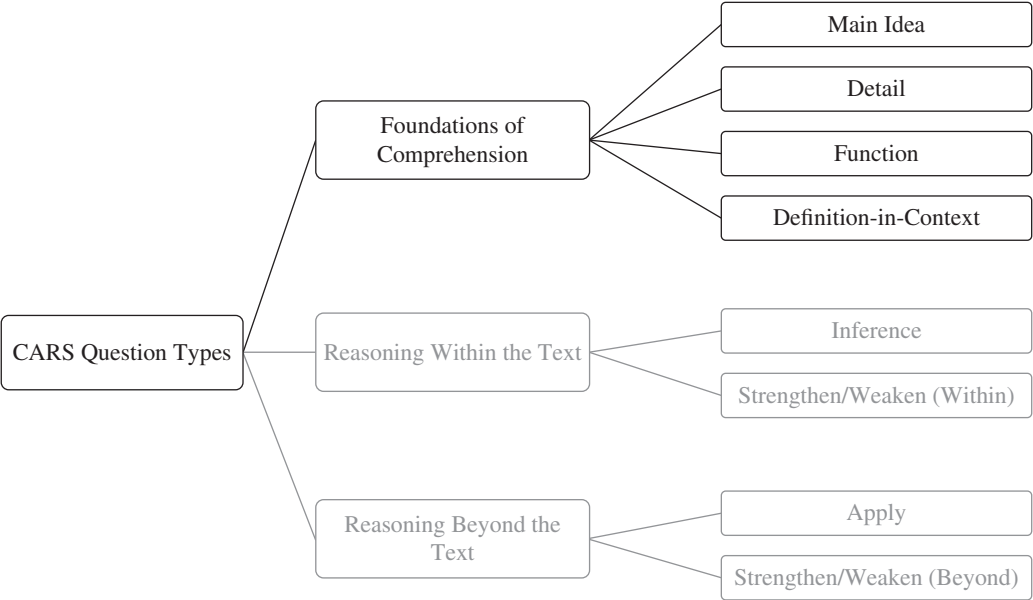 Main Idea
Detail
Foundations of
Comprehension
Function
Definition-in-Context
CARS Question Types
Reasoning Within the Text
Inference
Strengthen/Weaken (Within)
Reasoning Beyond the
Text
Apply
Strengthen/Weaken (Beyond)